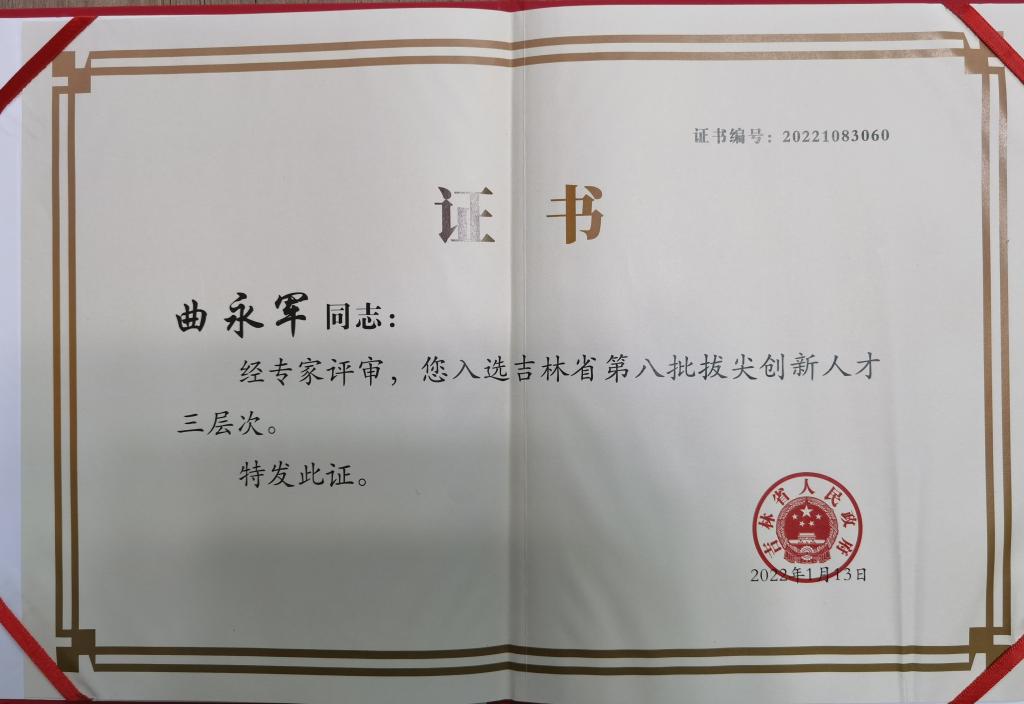 证书编号：20221083060
证书
曲永军同志：
经专家评审，您入选吉林省第八批拔尖创新人才
三层次。
特发此证。
吉林省人民政府
2022年1月13日